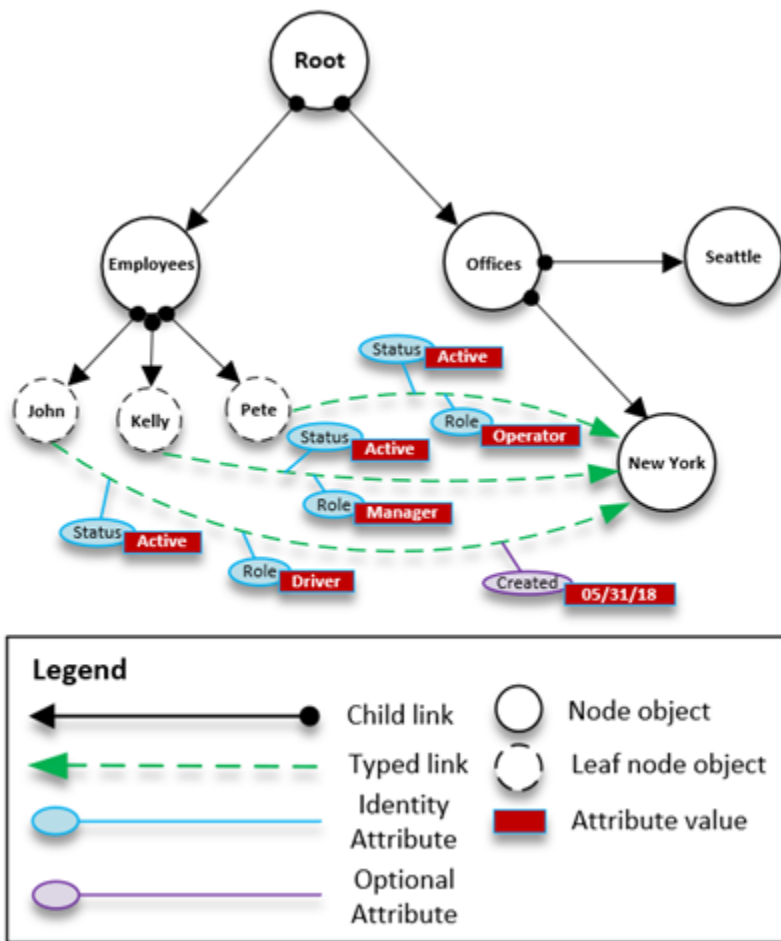 Root
Employees
Offices
Seattle
Status Active
John
Kelly
Pete
Role Operator
Status Active
New York
Role Manager
Status Active
Role Driver
Created 05/31/18
Legend
Child link
Node object
Typed link
Leaf node object
Identity
Attribute
Attribute value
Optional
Attribute